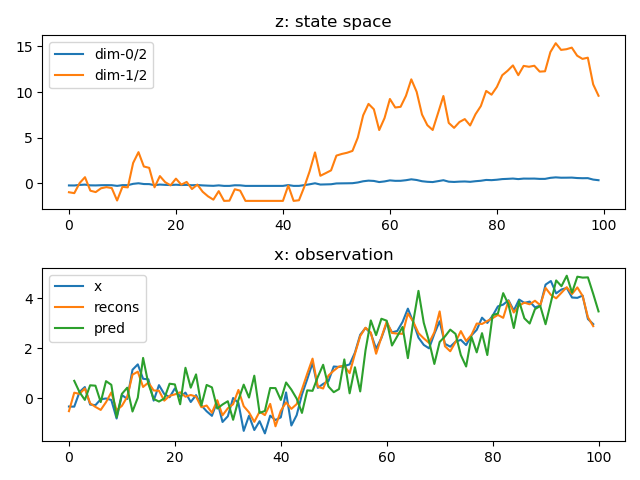 z: state space
dim-0/2
dim-1/2
15
10
5
0
0 20 40 60 80 100
x: observation
x
recons
pred
4
2
0
0 20 40 60 80 100